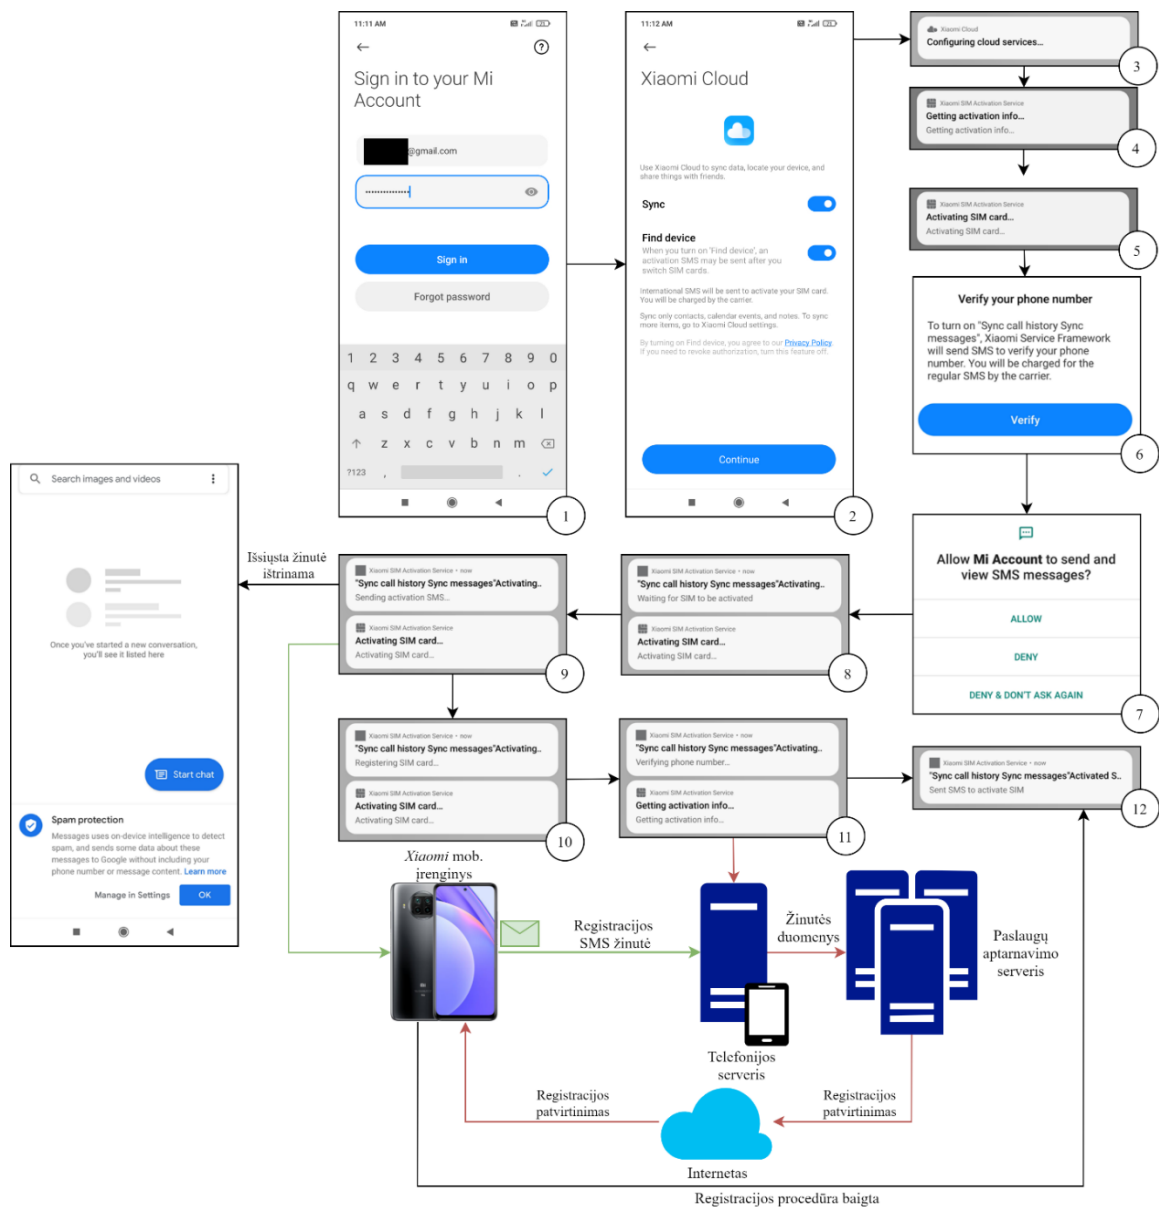 11:11 AM
Sign in to your Mi
Account
@gmail.com
Sign in
Forgot password
1 2 3 4 5 6 7 8 9 0
q w e r t y u i o p
a s d f g h j k l
z x c v b n m
?123 , .
1
11:12 AM
Xiaomi Cloud
Use Xiaomi Cloud to sync data, locate your device, and
share things with friends.
Sync
Find device
When you turn on 'Find device', an
activation SMS may be sent after you
switch SIM cards.
International SMS will be sent to activate your SIM card.
You will be charged by the carrier.
Sync only contacts, calendar events, and notes. To sync
more items, go to Xiaomi Cloud settings.
By turning on Find device, you agree to our Privacy Policy.
If you need to revoke authorization, turn this feature off.
Continue
2
Xiaomi Cloud
Configuring cloud services...
3
Xiaomi SIM Activation Service
Getting activation info...
Getting activation info...
4
Xiaomi SIM Activation Service
Activating SIM card...
Activating SIM card...
5
Verify your phone number
To turn on "Sync call history Sync
messages", Xiaomi Service Framework
will send SMS to verify your phone
number. You will be charged for the
regular SMS by the carrier.
Verify
6
Allow Mi Account to send and
view SMS messages?
ALLOW
DENY
DENY & DON'T ASK AGAIN
7
Xiaomi SIM Activation Service • now
"Sync call history Sync messages"Activating..
Waiting for SIM to be activated
Xiaomi SIM Activation Service
Activating SIM card...
Activating SIM card...
8
Xiaomi SIM Activation Service • now
"Sync call history Sync messages"Activating..
Sending activation SMS...
Xiaomi SIM Activation Service
Activating SIM card...
Activating SIM card...
9
Išsiųsta žinutė
ištrinama
Search images and videos
Once you've started a new conversation,
you'll see it listed here
Start chat
Spam protection
Messages uses on-device intelligence to detect
spam, and sends some data about these
messages to Google without including your
phone number or message content. Learn more
Manage in Settings OK
Xiaomi SIM Activation Service • now
"Sync call history Sync messages"Activating..
Registering SIM card...
Xiaomi SIM Activation Service
Activating SIM card...
Activating SIM card...
10
Xiaomi SIM Activation Service • now
"Sync call history Sync messages"Activating..
Verifying phone number...
Xiaomi SIM Activation Service
Getting activation info...
Getting activation info...
11
Xiaomi SIM Activation Service • now
"Sync call history Sync messages"Activated S..
Sent SMS to activate SIM
12
Xiaomi mob.
įrenginys
Registracijos
SMS žinutė
Žinutės
duomenys
Paslaugų
aptarnavimo
serveris
Telefonijos
serveris
Registracijos
patvirtinimas
Registracijos
patvirtinimas
Internetas
Registracijos procedūra baigta